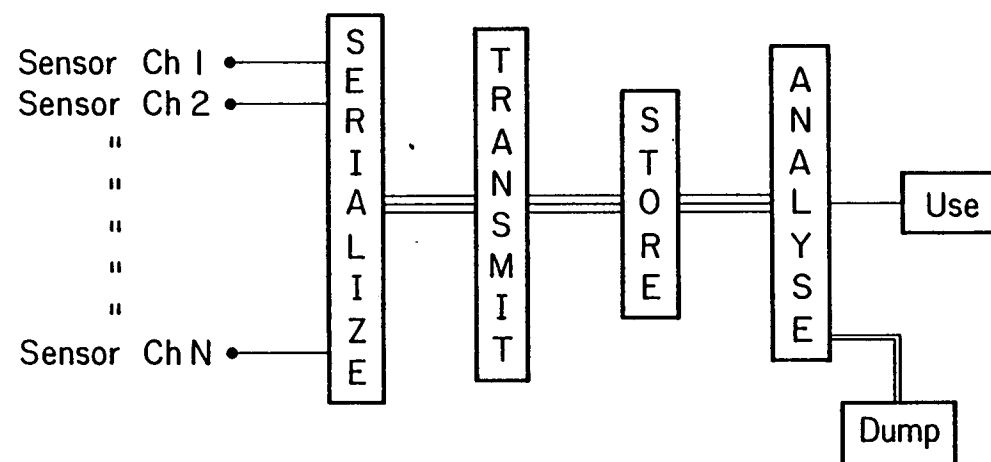 Sensor Ch 1
Sensor Ch 2
"
"
"
"
"
Sensor Ch N
SERIALIZE
TRANSMIT
STORE
ANALYSE
Use
Dump